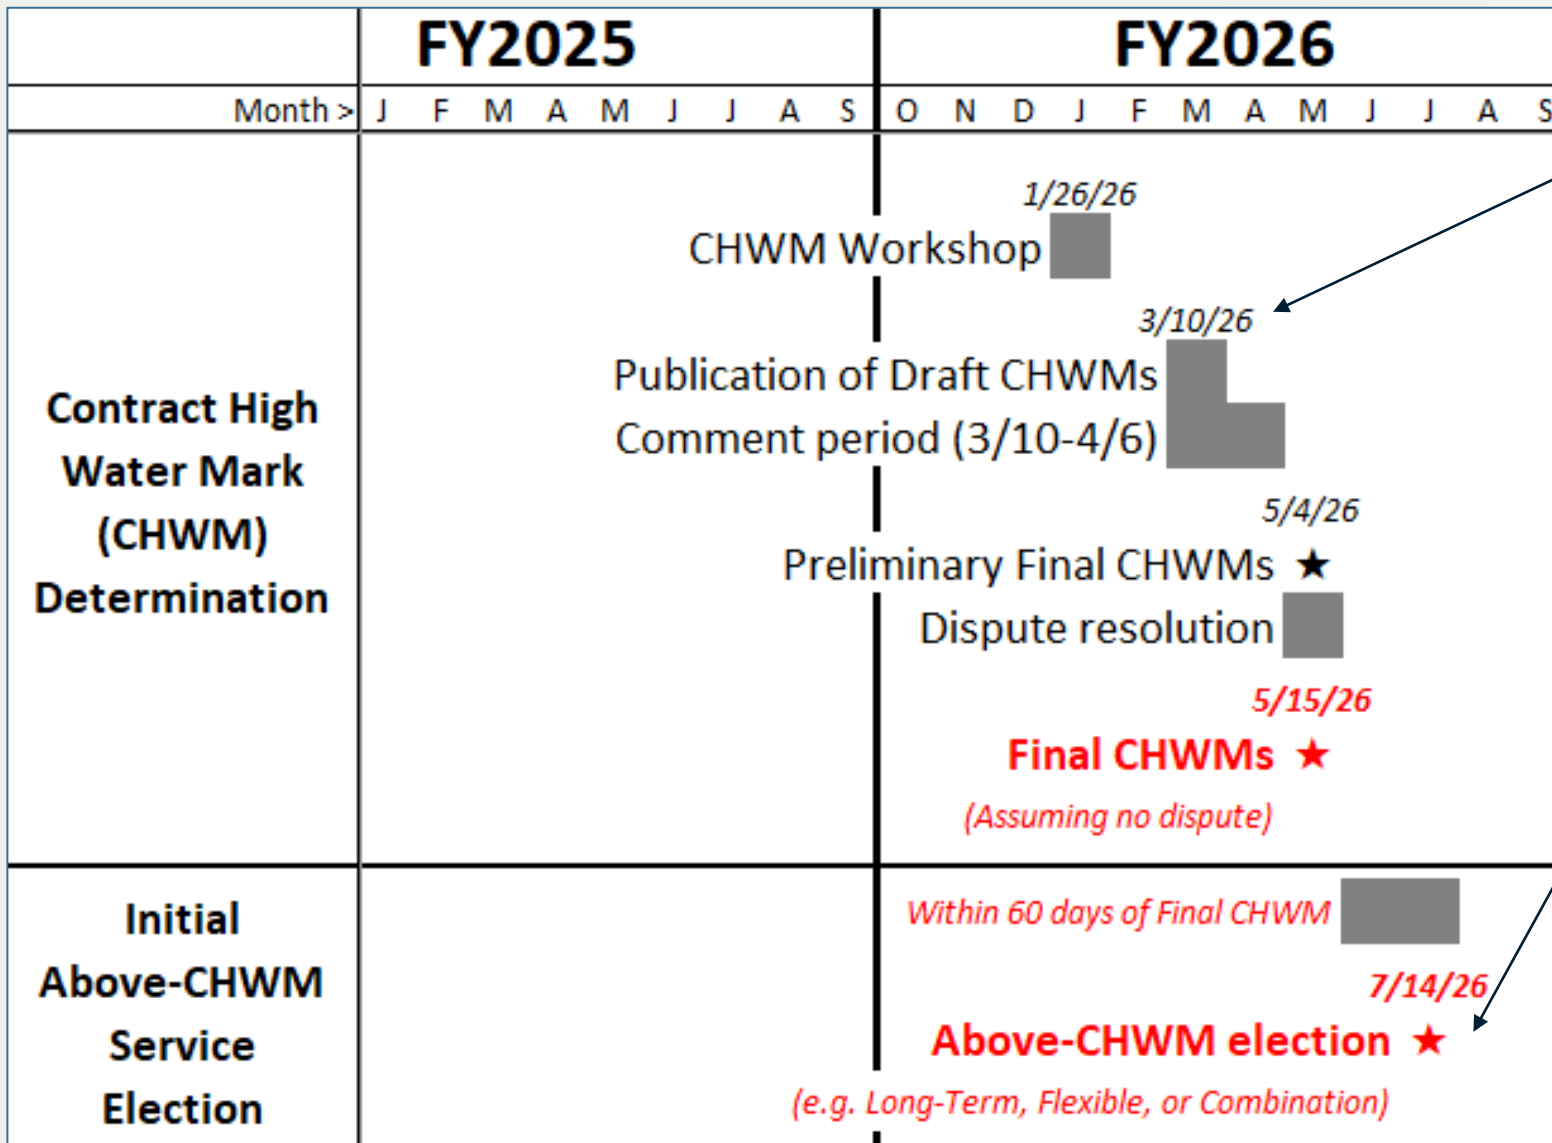 FY2025 FY2026
Month > J F M A M J J A S O N D J F M A M J J A S
Contract High
Water Mark
(CHWM)
Determination
1/26/26
CHWM Workshop
3/10/26
Publication of Draft CHWMs
Comment period (3/10-4/6)
5/4/26
Preliminary Final CHWMs ★
Dispute resolution
5/15/26
Final CHWMs ★
(Assuming no dispute)
Initial
Above-CHWM
Service
Election
Within 60 days of Final CHWM
7/14/26
Above-CHWM election ★
(e.g. Long-Term, Flexible, or Combination)